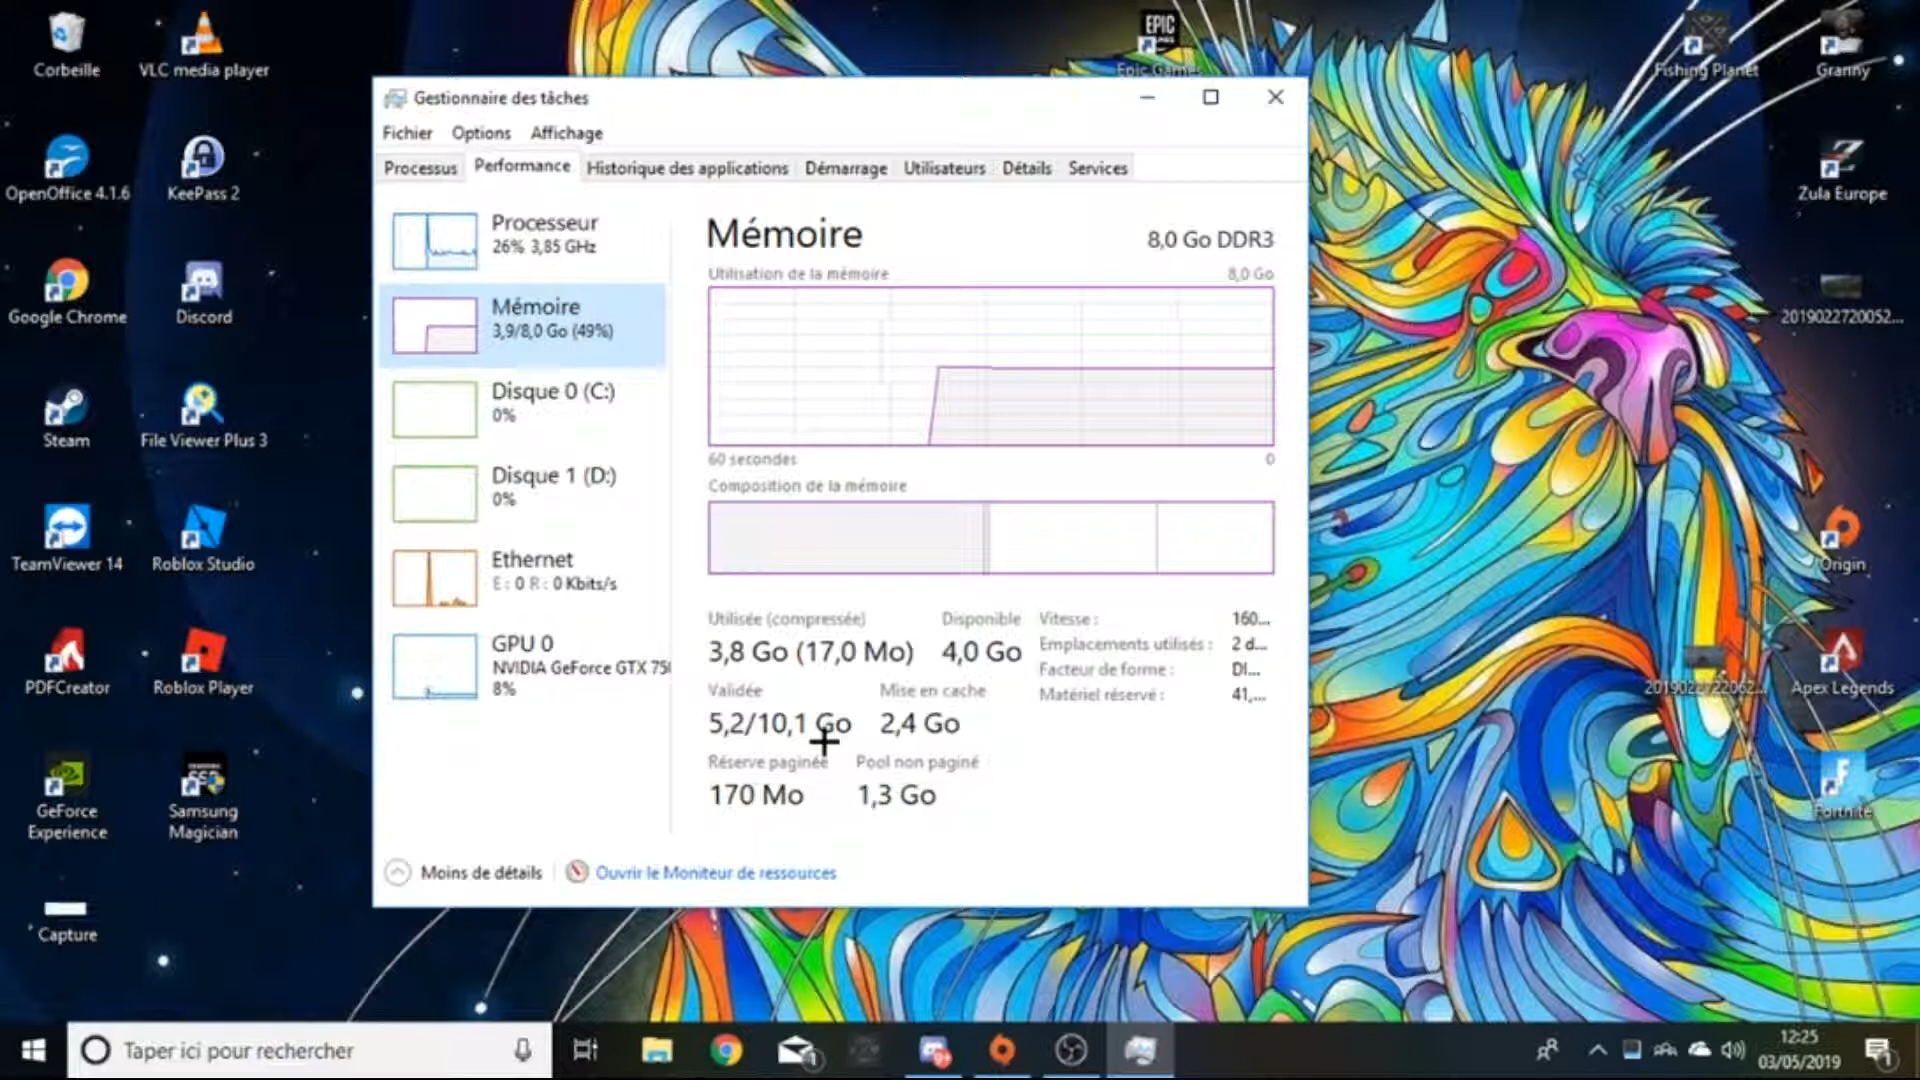 Corbeille
VLC media player
OpenOffice 4.1.6
KeePass 2
Google Chrome
Discord
Steam
File Viewer Plus 3
TeamViewer 14
Roblox Studio
PDFCreator
Roblox Player
GeForce
Experience
Samsung
Magician
Capture
EPIC
Epic Games
Fishing Planet
Granny
Zula Europe
2019022720052...
Origin
Apex Legends
Fortnite
Gestionnaire des tâches
Fichier Options Affichage
Processus Performance Historique des applications Démarrage Utilisateurs Détails Services
Processeur
26% 3,85 GHz
Mémoire
3,9/8,0 Go (49%)
Disque 0 (C:)
0%
Disque 1 (D:)
0%
Ethernet
E : 0 R : 0 Kbits/s
GPU 0
NVIDIA GeForce GTX 750
8%
Mémoire
8,0 Go DDR3
Utilisation de la mémoire
8,0 Go
60 secondes
0
Composition de la mémoire
Utilisée (compressée)
3,8 Go (17,0 Mo)
Disponible
4,0 Go
Validée
5,2/10,1 Go
Mise en cache
2,4 Go
Réserve paginée
170 Mo
Pool non paginé
1,3 Go
Vitesse : 160...
Emplacements utilisés : 2 d...
Facteur de forme : DI...
Matériel réservé : 41,...
Moins de détails
Ouvrir le Moniteur de ressources
Taper ici pour rechercher
12:25
03/05/2019